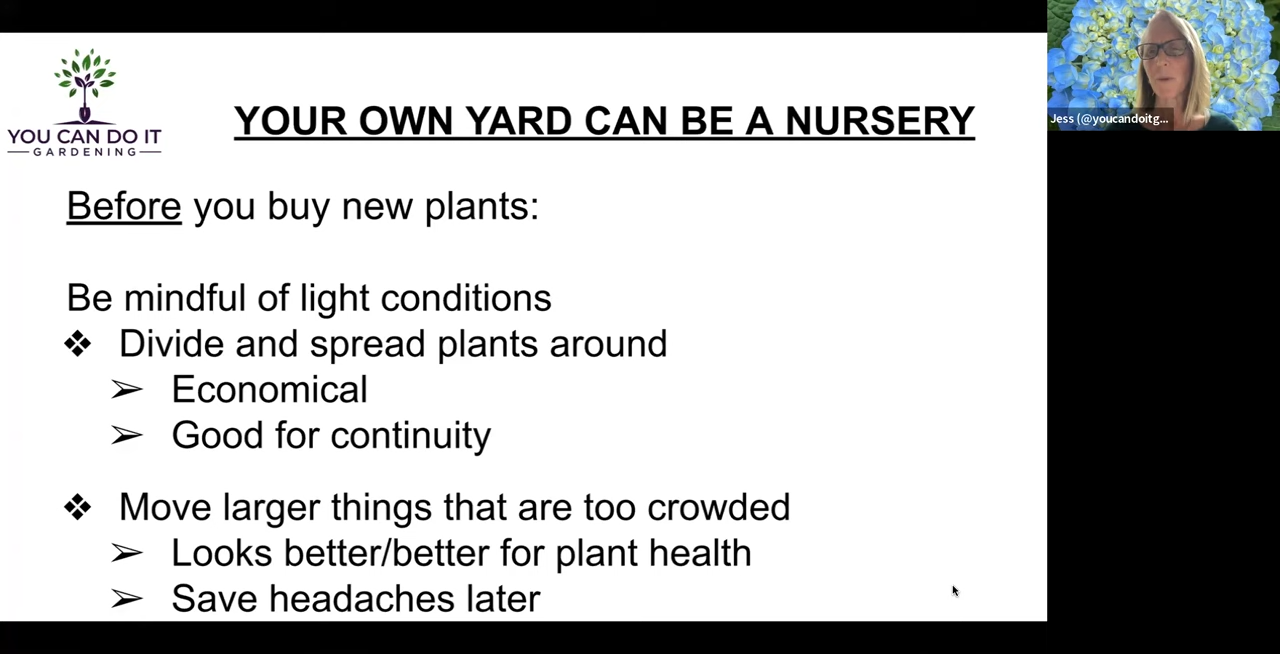 YOU CAN DO IT
GARDENING
YOUR OWN YARD CAN BE A NURSERY
Before you buy new plants:
Be mindful of light conditions
❖ Divide and spread plants around
➢ Economical
➢ Good for continuity
❖ Move larger things that are too crowded
➢ Looks better/better for plant health
➢ Save headaches later
Jess (@youcandoitg...